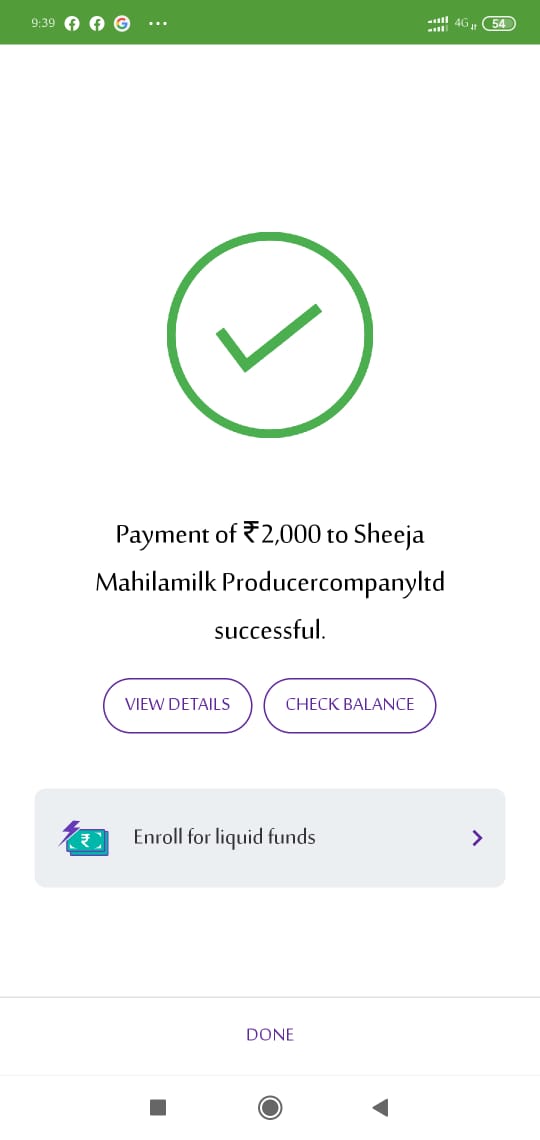 9:39 4G 54
Payment of ₹2,000 to Sheeja
Mahilamilk Producercompanyltd
successful.
VIEW DETAILS CHECK BALANCE
Enroll for liquid funds
DONE